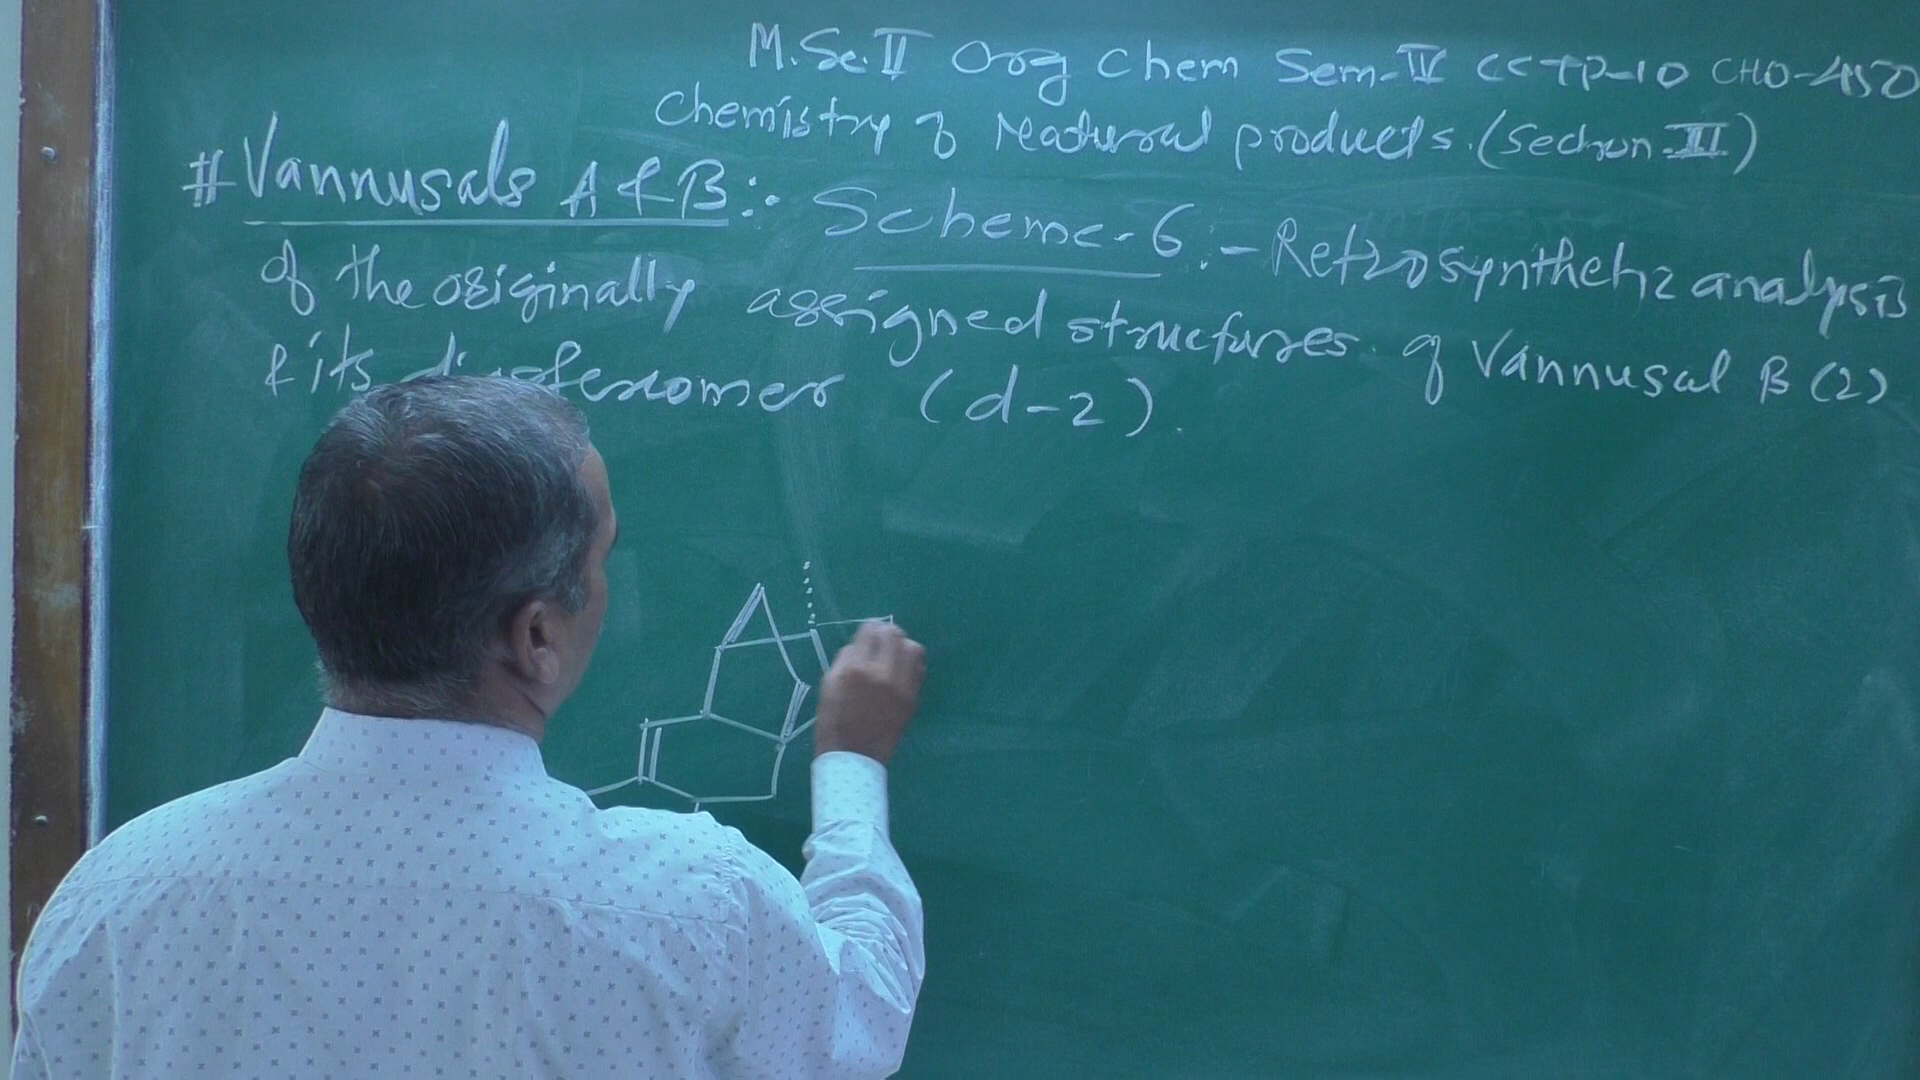 M.Sc.II Org Chem Sem-IV CCTP-10 CHO-450
Chemistry of Natural products.(Section-III)
# Vannusals A & B :- Scheme-6 :- Retrosynthetic analysis
of the originally assigned structures of Vannusal B (2)
& its diastereomer (d-2).